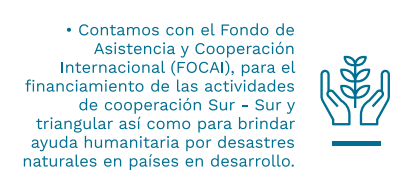 • Contamos con el Fondo de
Asistencia y Cooperación
Internacional (FOCAI), para el
financiamiento de las actividades
de cooperación Sur - Sur y
triangular así como para brindar
ayuda humanitaria por desastres
naturales en países en desarrollo.